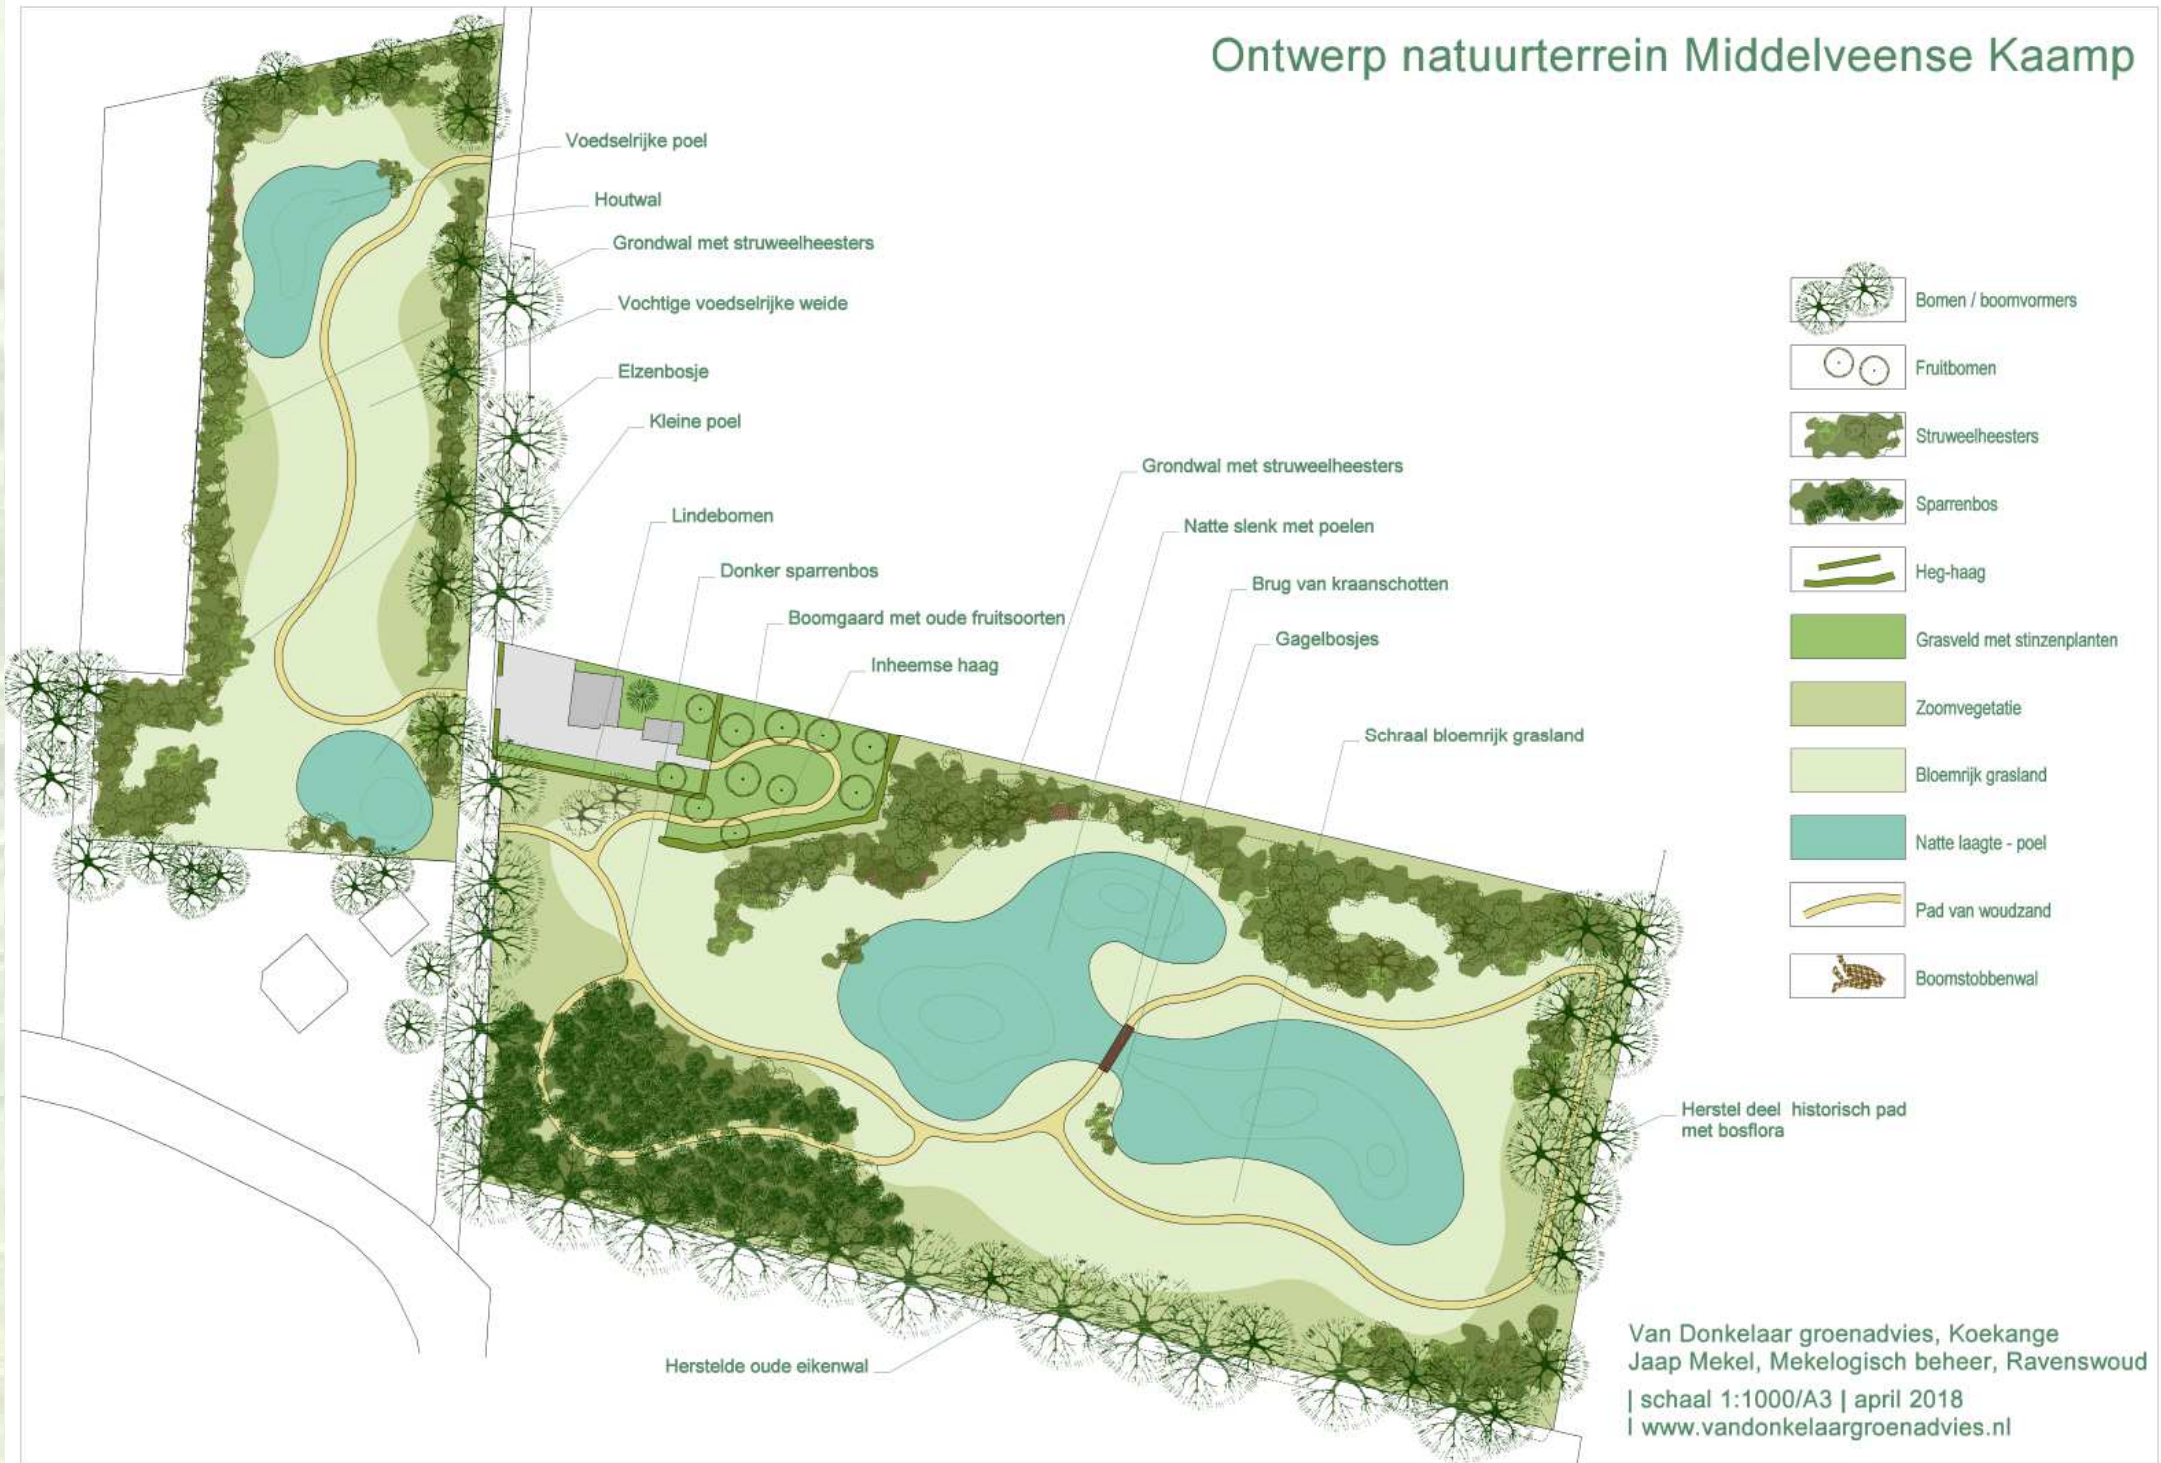 Ontwerp natuurterrein Middelveense Kaamp
Voedselrijke poel
Houtwal
Grondwal met struweelheesters
Vochtige voedselrijke weide
Elzenbosje
Kleine poel
Lindebomen
Donker sparrenbos
Boomgaard met oude fruitsoorten
Inheemse haag
Grondwal met struweelheesters
Natte slenk met poelen
Brug van kraanschotten
Gagelbosjes
Schraal bloemrijk grasland
Herstel deel historisch pad
met bosflora
Herstelde oude eikenwal
Bomen / boomvormers
Fruitbomen
Struweelheesters
Sparrenbos
Heg-haag
Grasveld met stinzenplanten
Zoomvegetatie
Bloemrijk grasland
Natte laagte - poel
Pad van woudzand
Boomstobbenwal
Van Donkelaar groenadvies, Koekange
Jaap Mekel, Mekelogisch beheer, Ravenswoud
| schaal 1:1000/A3 | april 2018
| www.vandonkelaargroenadvies.nl